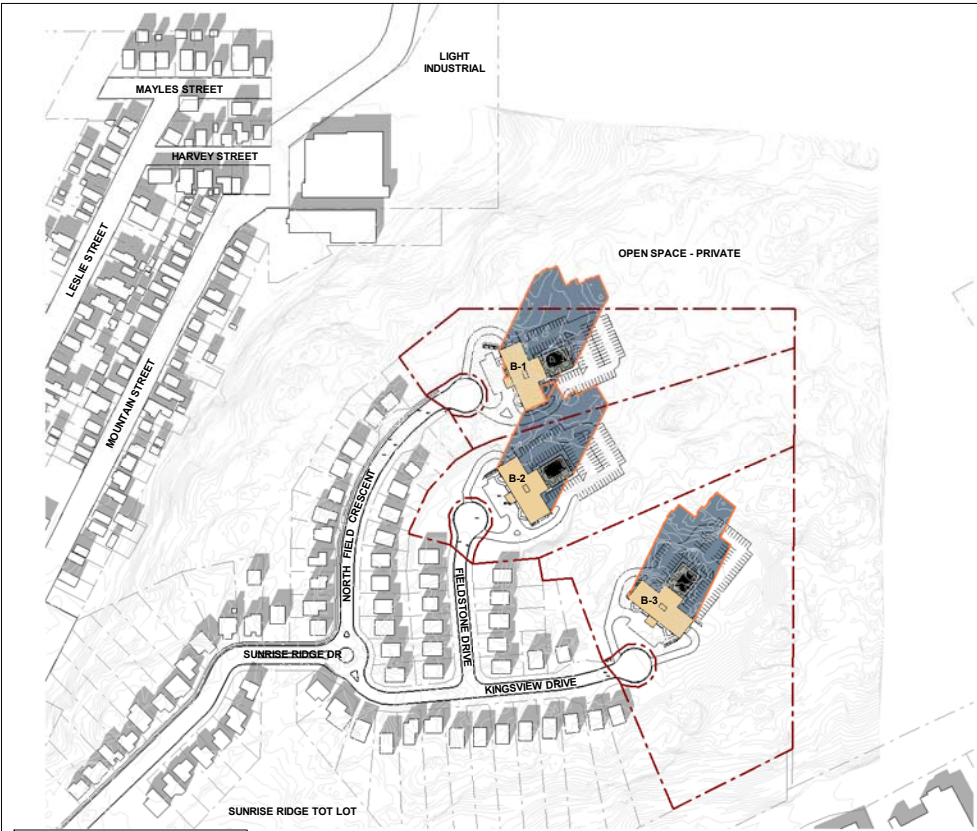 LIGHT
INDUSTRIAL
MAYLES STREET
HARVEY STREET
LESLIE STREET
OPEN SPACE - PRIVATE
MOUNTAIN STREET
B-1
B-2
NORTH FIELD CRESCENT
FIELDSTONE DRIVE
B-3
SUNRISE RIDGE DR
KINGSVIEW DRIVE
SUNRISE RIDGE TOT LOT